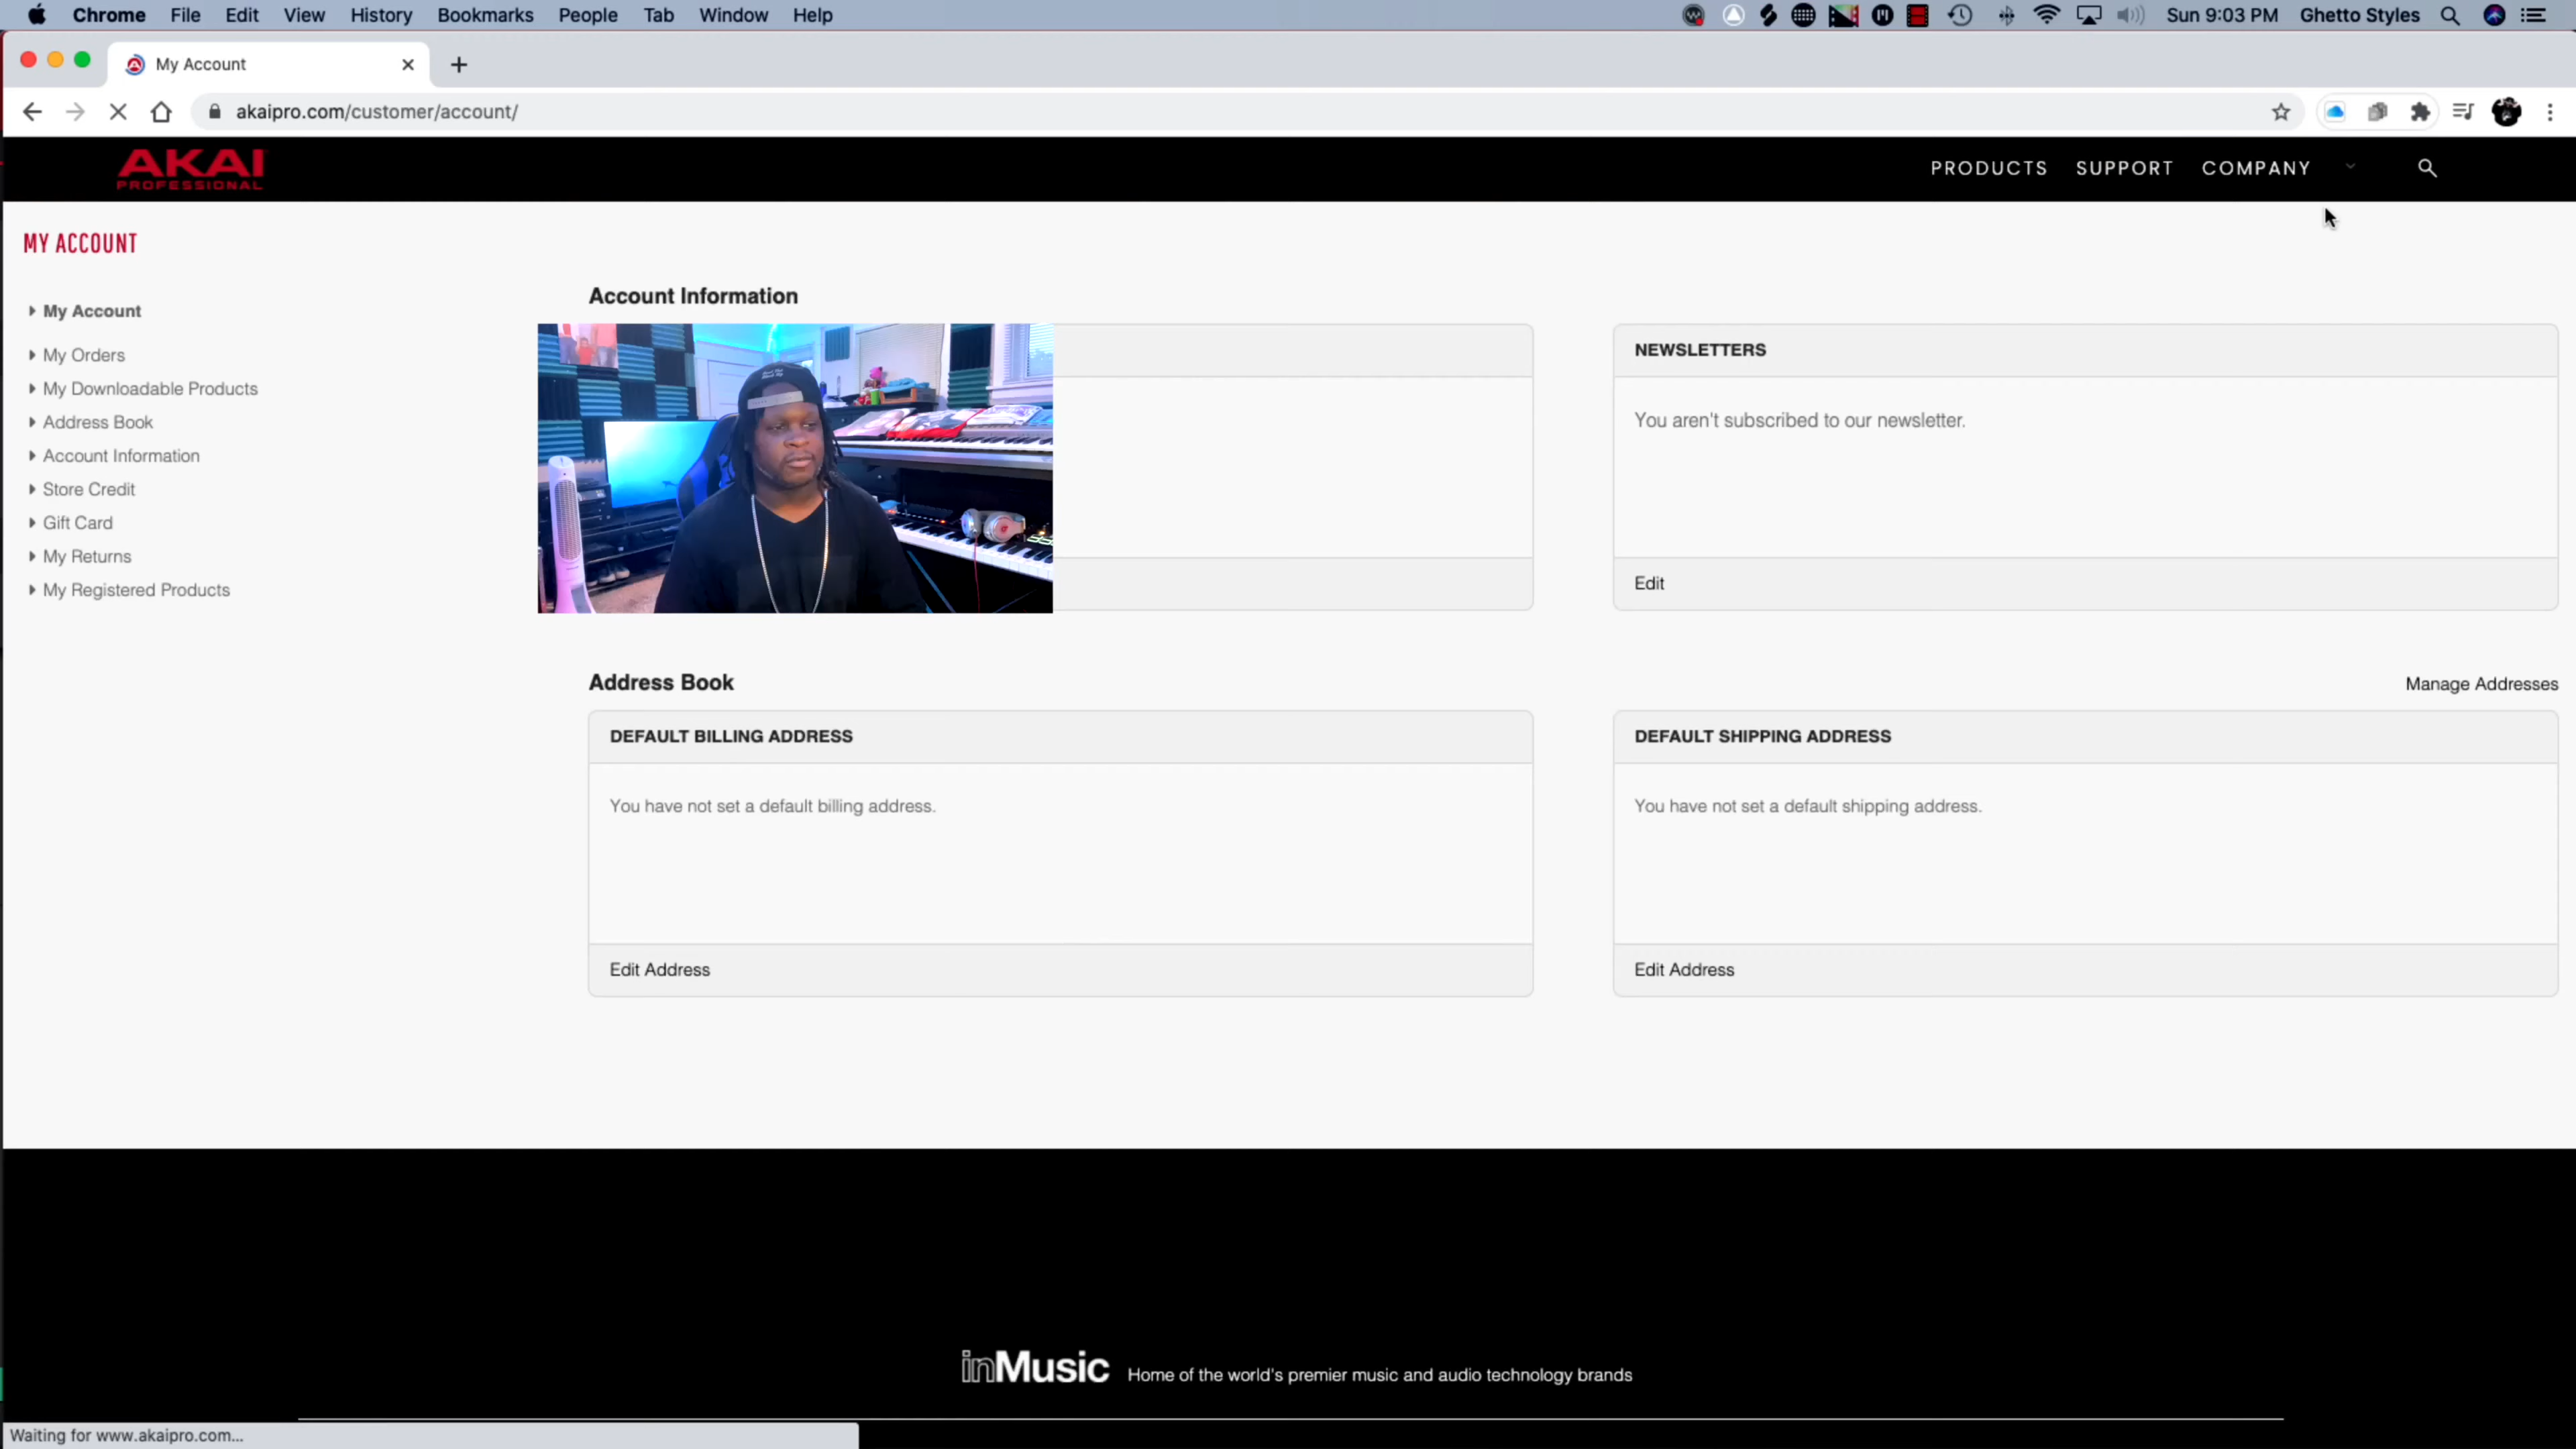 Chrome File Edit View History Bookmarks People Tab Window Help Sun 9:03 PM Ghetto Styles
My Account
akaipro.com/customer/account/
AKAI
PROFESSIONAL
PRODUCTS SUPPORT COMPANY
MY ACCOUNT
My Account
My Orders
My Downloadable Products
Address Book
Account Information
Store Credit
Gift Card
My Returns
My Registered Products
Account Information
NEWSLETTERS
You aren't subscribed to our newsletter.
Edit
Address Book
Manage Addresses
DEFAULT BILLING ADDRESS
You have not set a default billing address.
Edit Address
DEFAULT SHIPPING ADDRESS
You have not set a default shipping address.
Edit Address
inMusic Home of the world's premier music and audio technology brands
Waiting for www.akaipro.com...